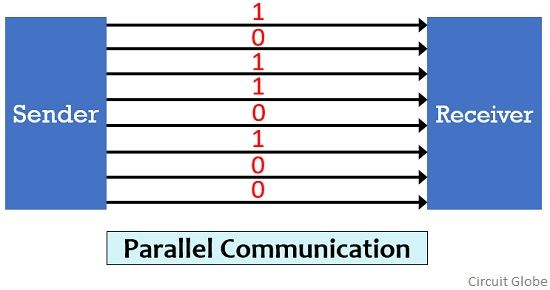 1
0
1
1
0
1
0
0
Sender
Receiver
Parallel Communication
Circuit Globe